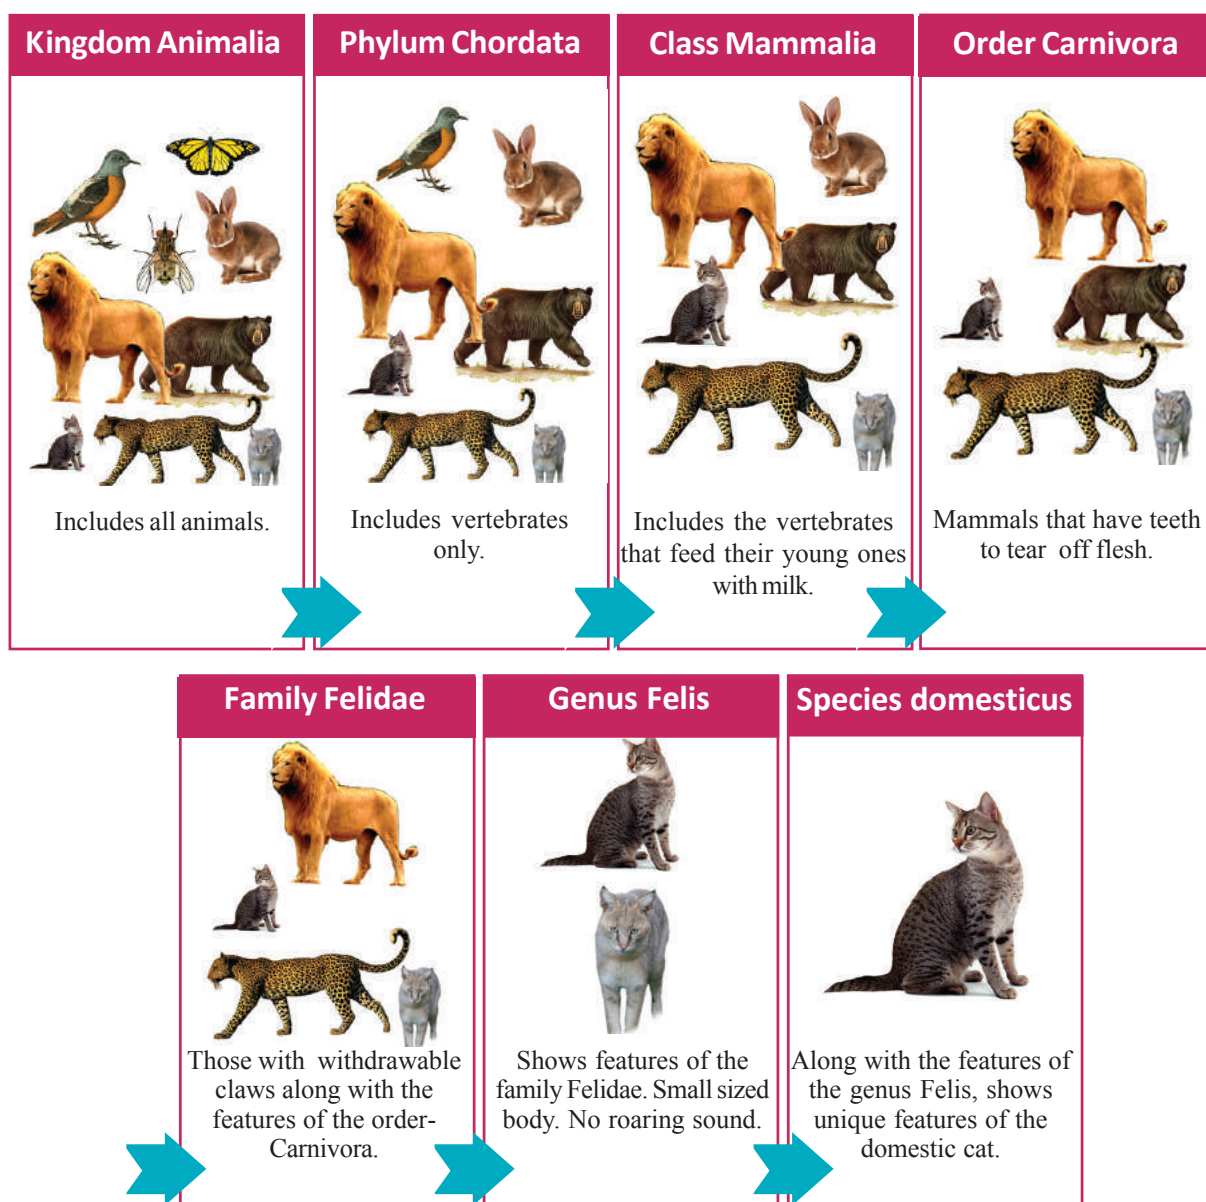 Kingdom Animalia
Phylum Chordata
Class Mammalia
Order Carnivora
Includes all animals.
Includes vertebrates
only.
Includes the vertebrates
that feed their young ones
with milk.
Mammals that have teeth
to tear off flesh.
Family Felidae
Genus Felis
Species domesticus
Those with withdrawable
claws along with the
features of the order-
Carnivora.
Shows features of the
family Felidae. Small sized
body. No roaring sound.
Along with the features of
the genus Felis, shows
unique features of the
domestic cat.